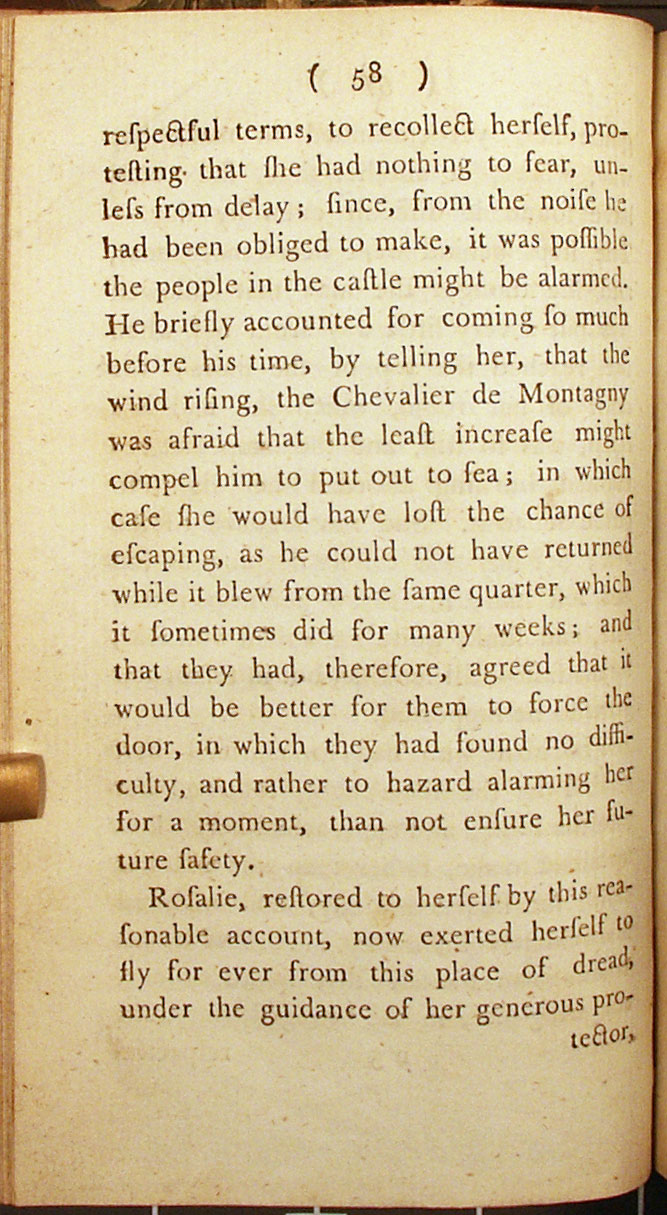 ( 58 )
reſpectful terms, to recollect herſelf, pro-
teſting that ſhe had nothing to fear, un-
leſs from delay; ſince, from the noiſe he
had been obliged to make, it was poſſible
the people in the caſtle might be alarmed.
He briefly accounted for coming ſo much
before his time, by telling her, that the
wind riſing, the Chevalier de Montagny
was afraid that the leaſt increaſe might
compel him to put out to ſea; in which
caſe ſhe would have loſt the chance of
eſcaping, as he could not have returned
while it blew from the ſame quarter, which
it ſometimes did for many weeks; and
that they had, therefore, agreed that it
would be better for them to force the
door, in which they had found no diffi-
culty, and rather to hazard alarming her
for a moment, than not enſure her fu-
ture ſafety.
Roſalie, reſtored to herſelf by this rea-
ſonable account, now exerted herſelf to
fly for ever from this place of dread,
under the guidance of her generous pro-
tector,